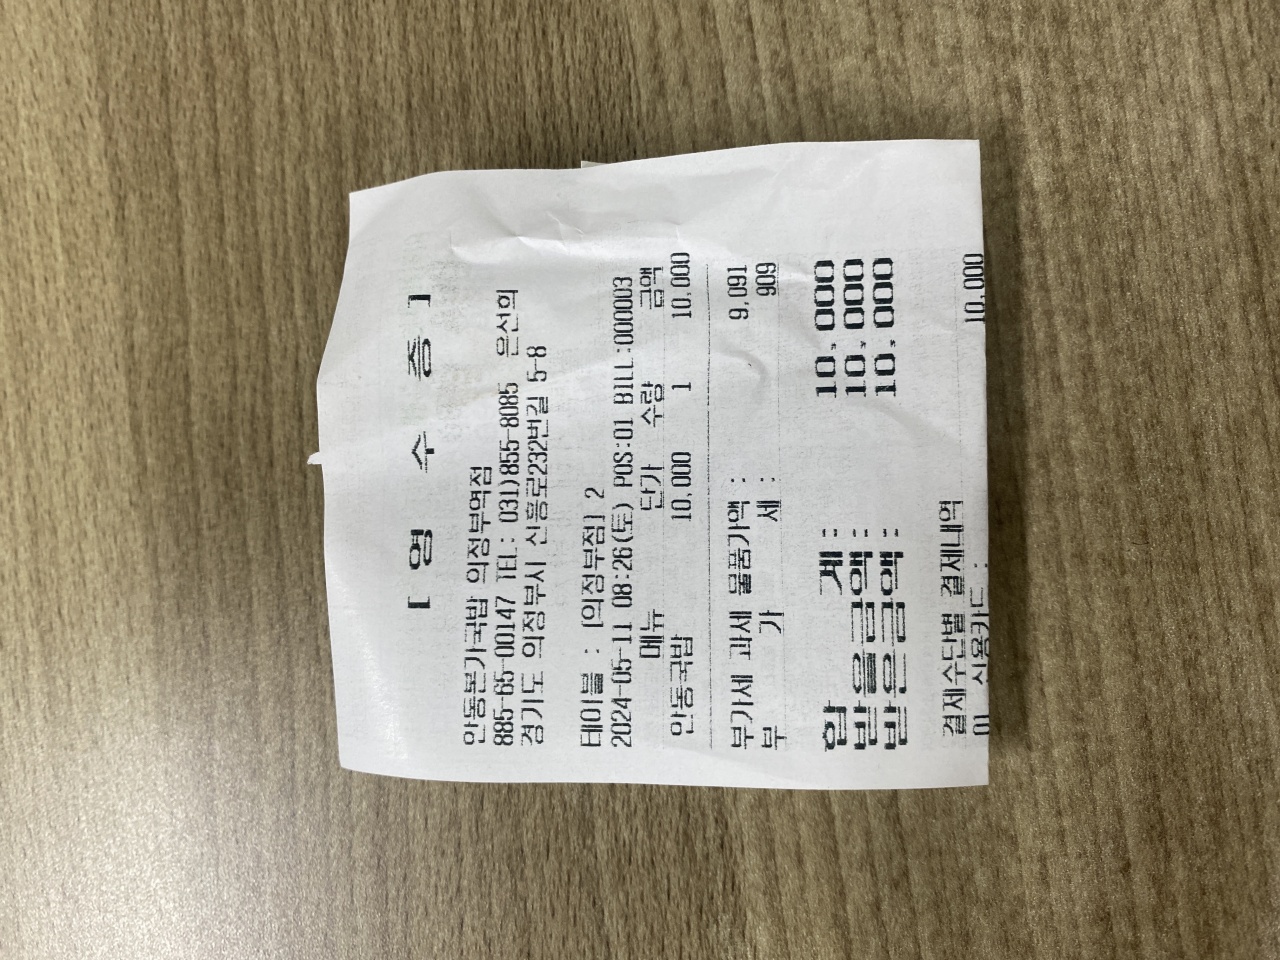 [ 영 수 증 ]
안동본가국밥 의정부역점
885-65-00147 TEL : 031)855-8085 윤선희
경기도 의정부시 신흥로232번길 5-8
테이블 : [의정부점] 2
2024-05-11 08:26(토) POS:01 BILL:000003
메뉴 단가 수량 금액
안동국밥 10,000 1 10,000
부가세 과세 물품가액 : 9,091
부 가 세 : 909
합 계 : 10,000
받을금액 : 10,000
받은금액 : 10,000
결제수단별 결제내역
01 신용카드 : 10,000